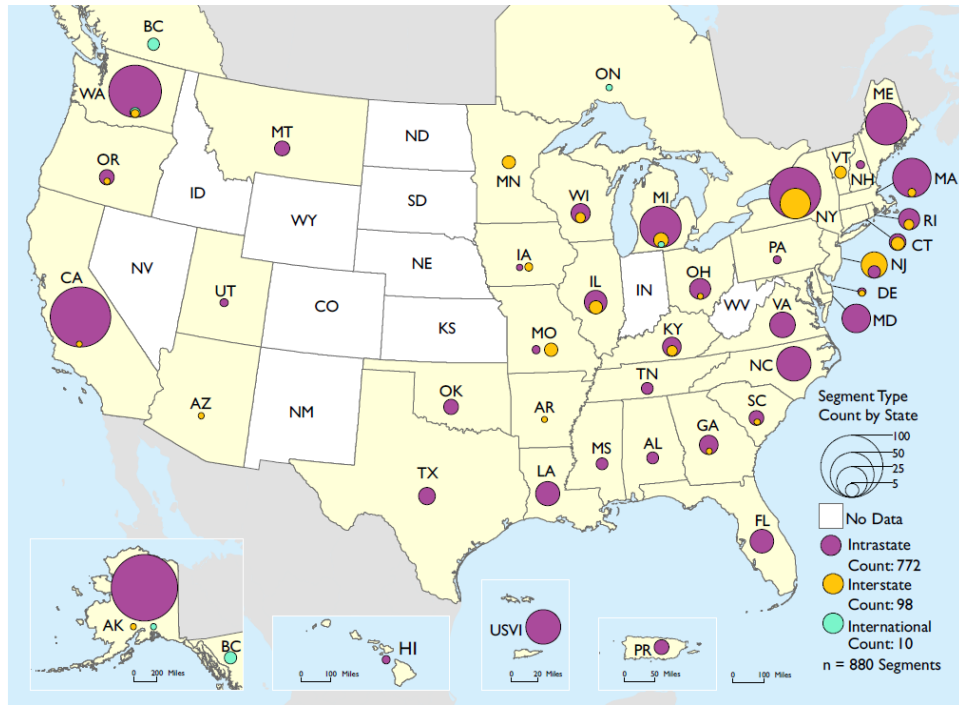 BC
ON
WA
ME
MT
ND
OR
MN
VT
NH
MA
ID
SD
WI
MI
NY
RI
WY
CT
IA
PA
NJ
NE
NV
IL
OH
DE
CA
UT
IN
WV
MD
CO
VA
KS
MO
KY
NC
TN
OK
AZ
NM
AR
SC
GA
MS
AL
TX
LA
FL
Segment Type
Count by State
100
50
25
5
No Data
Intrastate
Count: 772
Interstate
Count: 98
International
Count: 10
n = 880 Segments
AK
BC
0 200 Miles
HI
0 100 Miles
USVI
0 20 Miles
PR
0 50 Miles
0 100 Miles